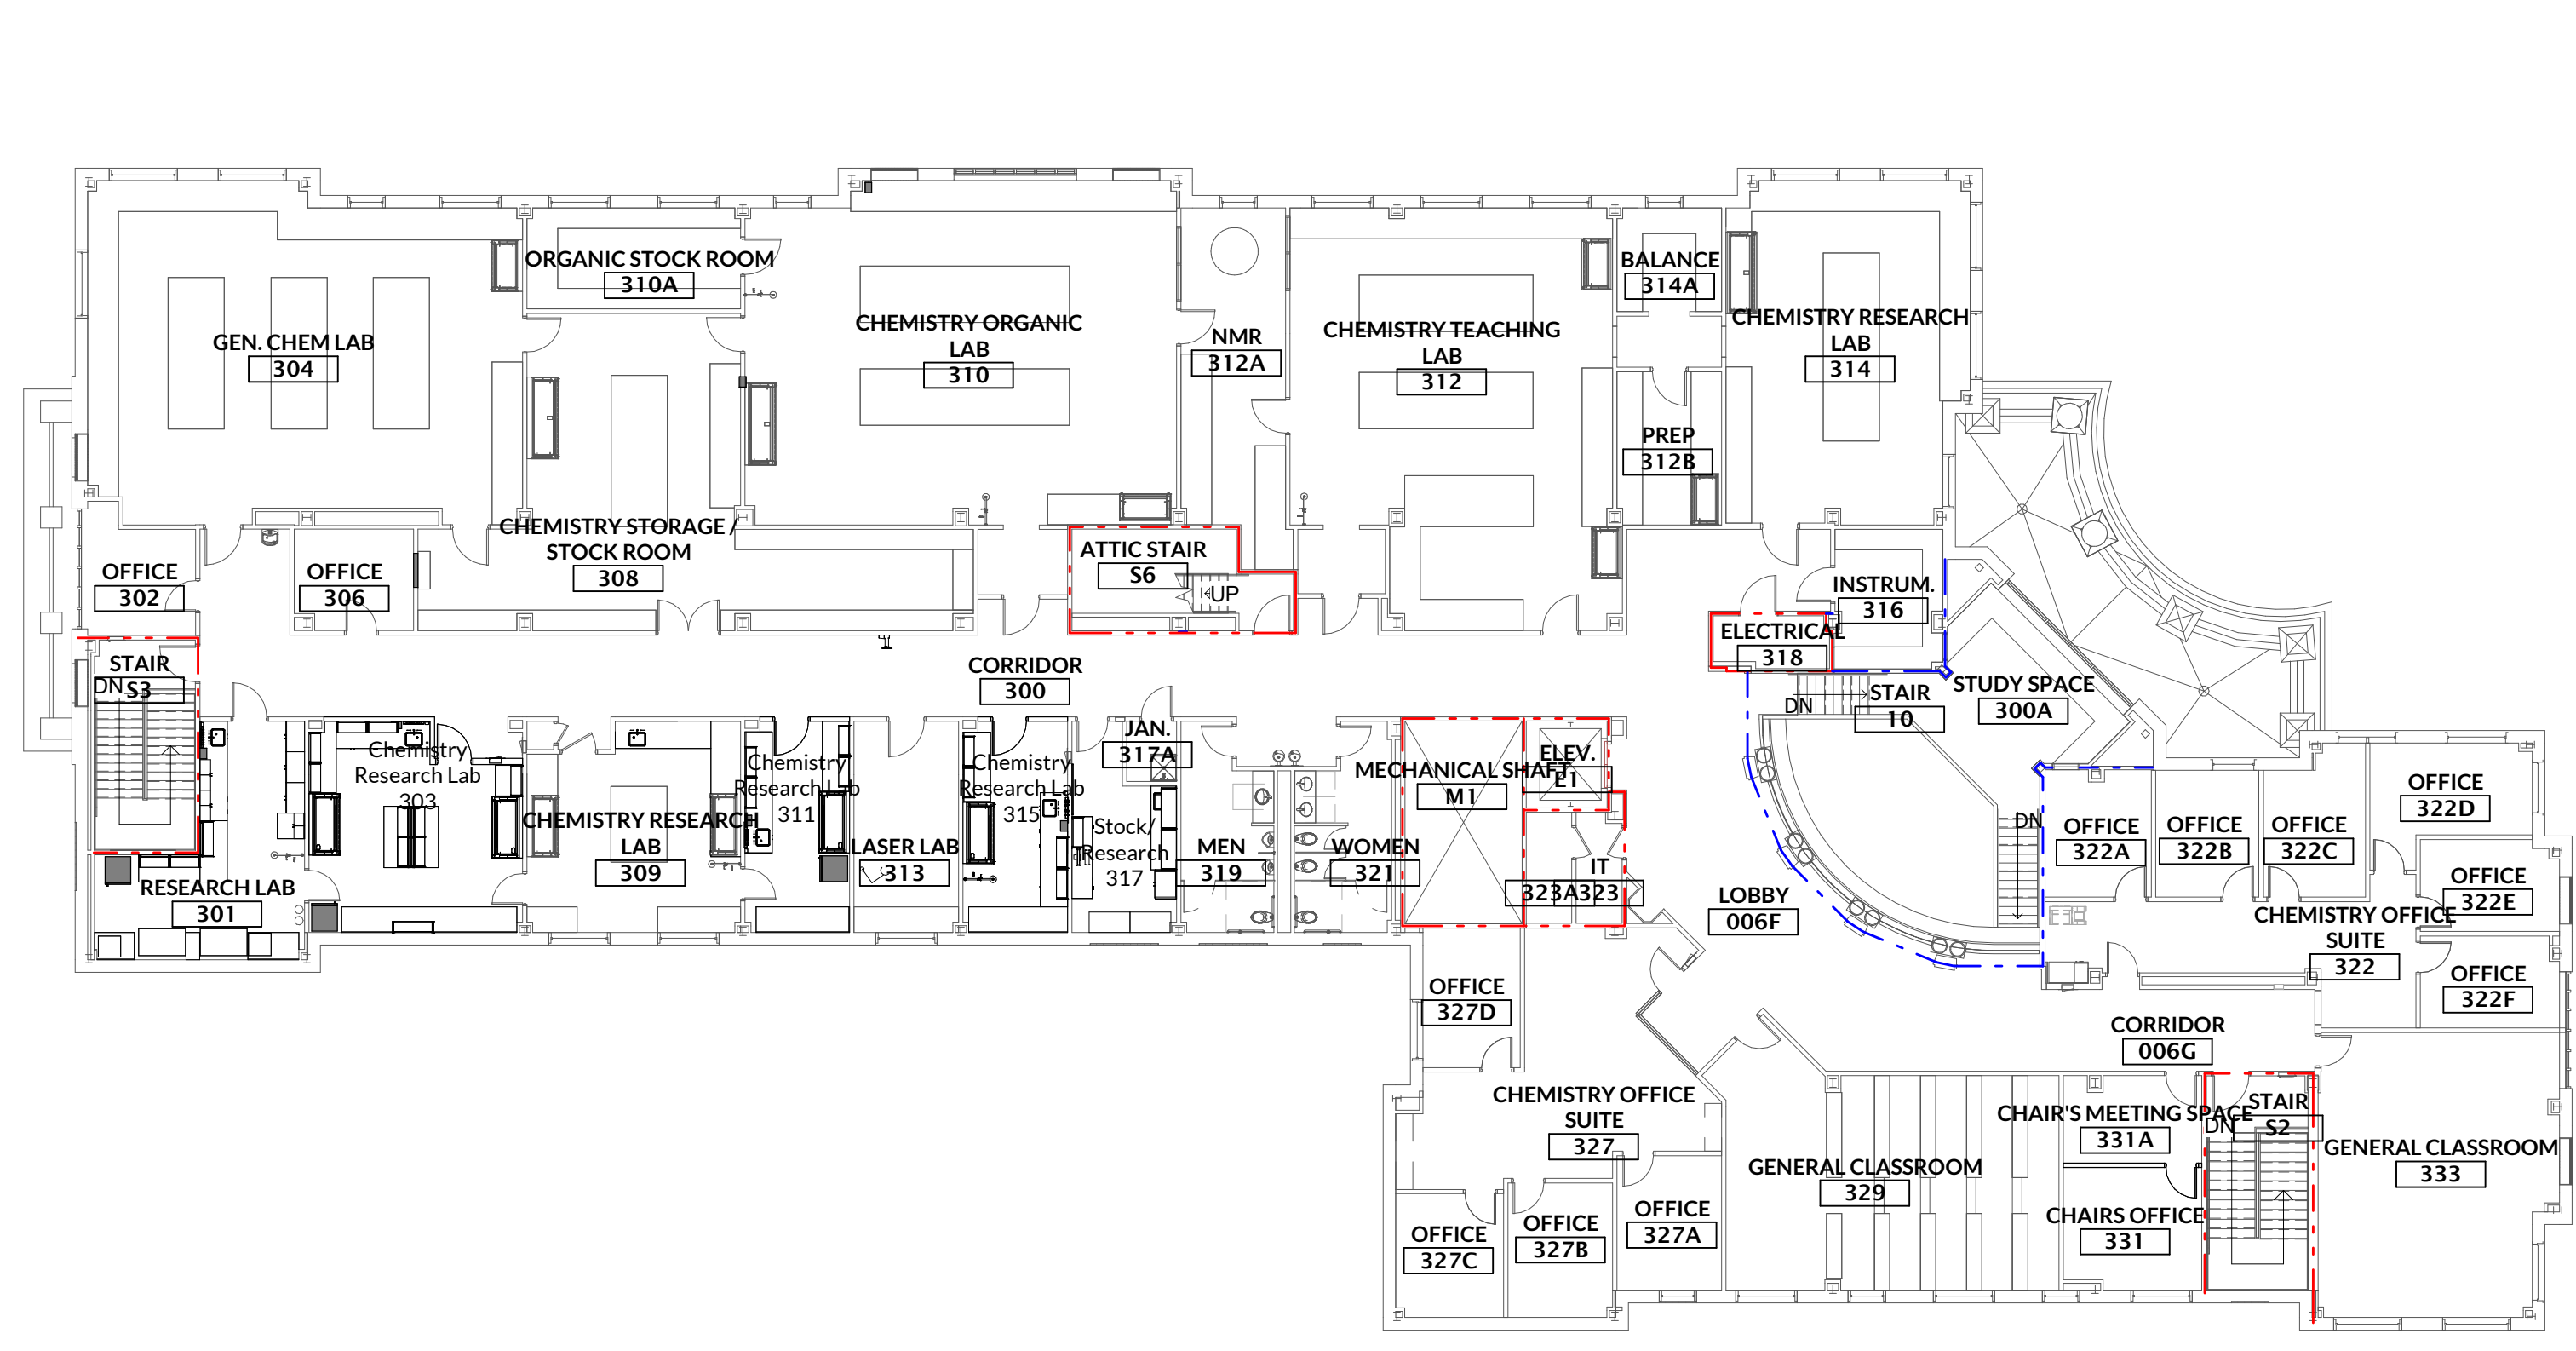 ORGANIC STOCK ROOM
310A
BALANCE
314A
CHEMISTRY ORGANIC
LAB
310
NMR
312A
CHEMISTRY TEACHING
LAB
312
CHEMISTRY RESEARCH
LAB
314
GEN. CHEM LAB
304
PREP
312B
CHEMISTRY STORAGE /
STOCK ROOM
308
ATTIC STAIR
S6
UP
OFFICE
302
OFFICE
306
INSTRUM.
316
ELECTRICAL
318
STAIR
S3
DN
CORRIDOR
300
STAIR
10
DN
STUDY SPACE
300A
Chemistry
Research Lab
303
Chemistry
Research Lab
311
Chemistry
Research Lab
315
JAN.
317A
MECHANICAL SHAFT
M1
ELEV.
E1
CHEMISTRY RESEARCH
LAB
309
LASER LAB
313
Stock/
Research
317
MEN
319
WOMEN
321
IT
323A
323
DN
OFFICE
322A
OFFICE
322B
OFFICE
322C
OFFICE
322D
RESEARCH LAB
301
LOBBY
006F
OFFICE
322E
CHEMISTRY OFFICE
SUITE
322
OFFICE
322F
OFFICE
327D
CORRIDOR
006G
CHEMISTRY OFFICE
SUITE
327
CHAIR'S MEETING SPACE
331A
STAIR
S2
DN
GENERAL CLASSROOM
333
GENERAL CLASSROOM
329
OFFICE
327C
OFFICE
327B
OFFICE
327A
CHAIRS OFFICE
331